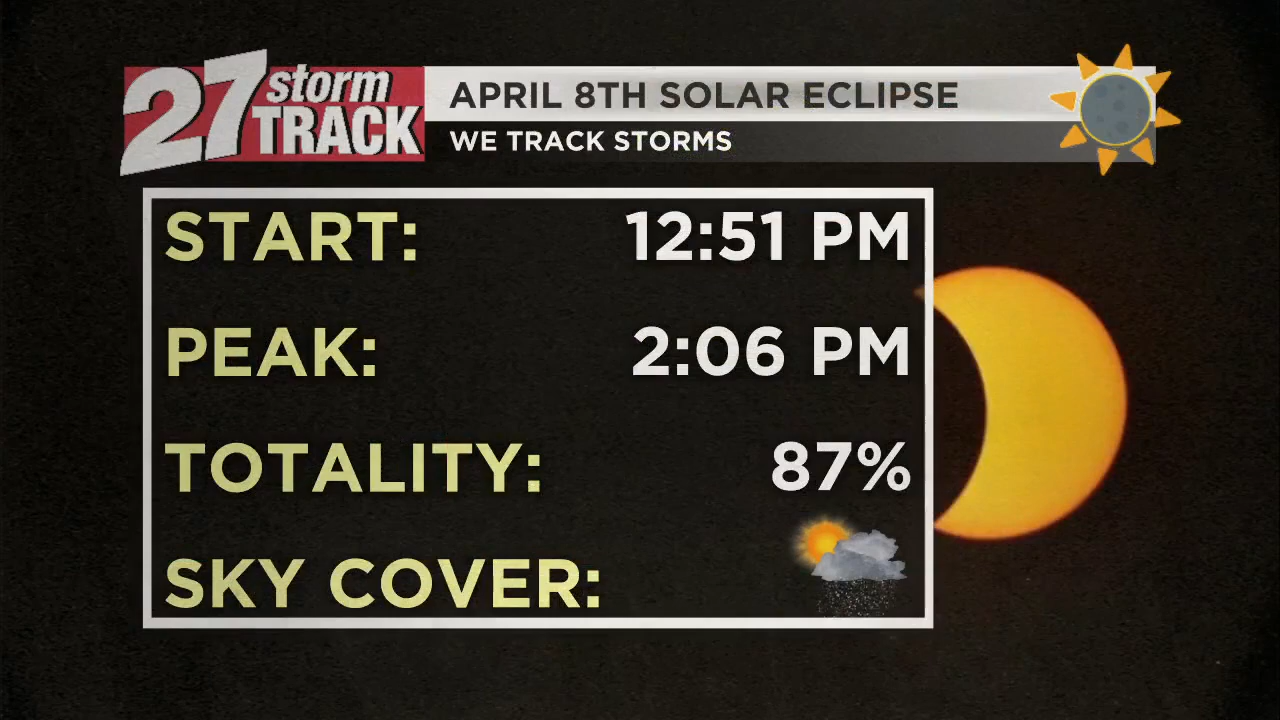 27 storm TRACK
APRIL 8TH SOLAR ECLIPSE
WE TRACK STORMS
START: 12:51 PM
PEAK: 2:06 PM
TOTALITY: 87%
SKY COVER: